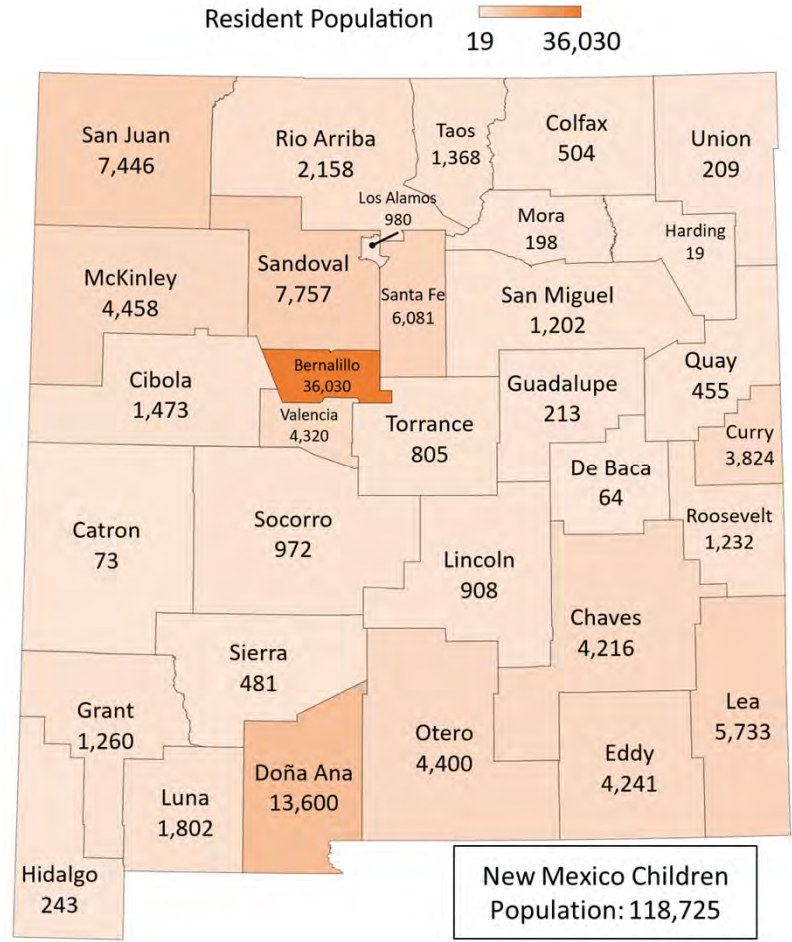 Resident Population
19 36,030
San Juan
7,446
Rio Arriba
2,158
Taos
1,368
Colfax
504
Union
209
Los Alamos
980
Mora
198
Harding
19
McKinley
4,458
Sandoval
7,757
Santa Fe
6,081
San Miguel
1,202
Cibola
1,473
Bernalillo
36,030
Valencia
4,320
Torrance
805
Guadalupe
213
Quay
455
Curry
3,824
De Baca
64
Roosevelt
1,232
Catron
73
Socorro
972
Lincoln
908
Chaves
4,216
Sierra
481
Grant
1,260
Doña Ana
13,600
Otero
4,400
Eddy
4,241
Lea
5,733
Luna
1,802
Hidalgo
243
New Mexico Children
Population: 118,725